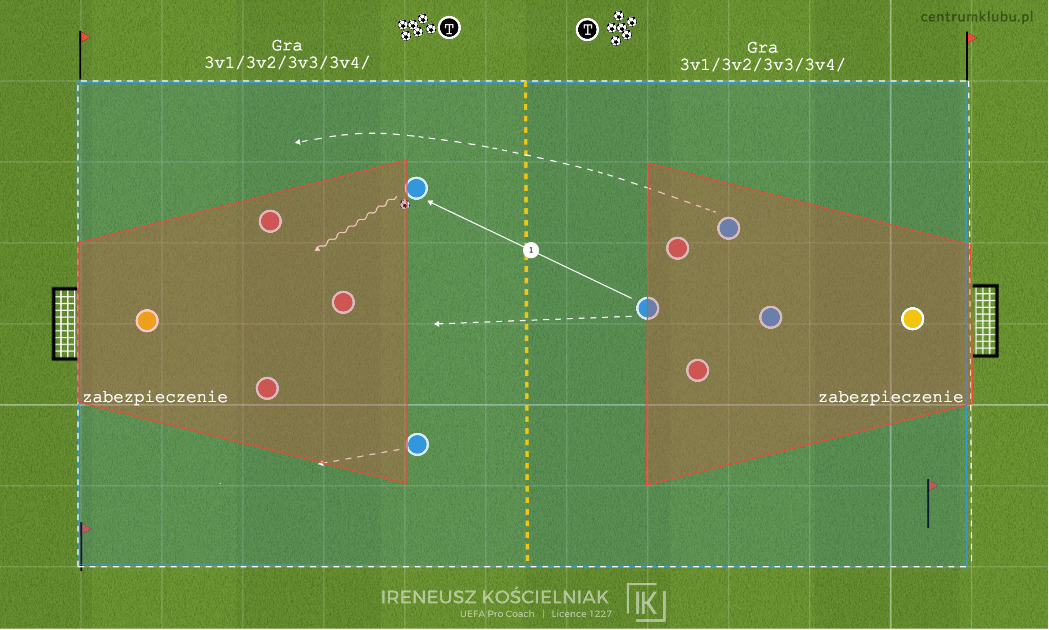 centrumklubu.pl
T
T
Gra
3v1/3v2/3v3/3v4/
Gra
3v1/3v2/3v3/3v4/
1
zabezpieczenie
zabezpieczenie
IRENEUSZ KOŚCIELNIAK
UEFA Pro Coach | Licence 1227
IK